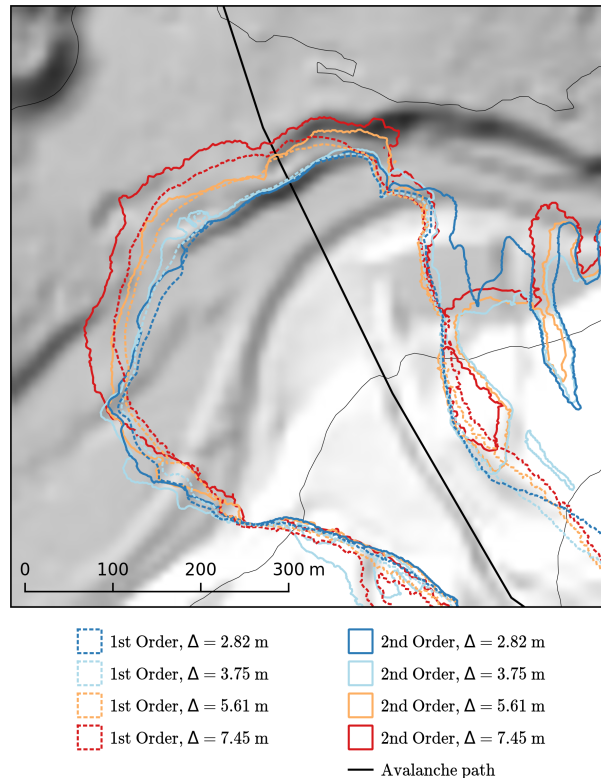 0 100 200 300 m
1st Order, Δ = 2.82 m 2nd Order, Δ = 2.82 m
1st Order, Δ = 3.75 m 2nd Order, Δ = 3.75 m
1st Order, Δ = 5.61 m 2nd Order, Δ = 5.61 m
1st Order, Δ = 7.45 m 2nd Order, Δ = 7.45 m
Avalanche path